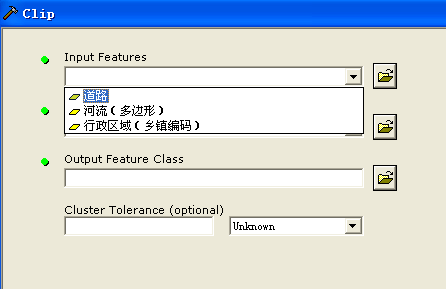 Clip
Input Features
道路
河流（多边形）
行政区域（乡镇编码）
Output Feature Class
Cluster Tolerance (optional)
Unknown